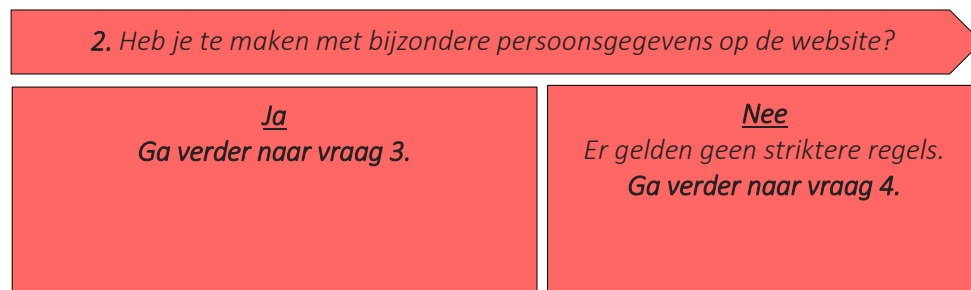 2. Heb je te maken met bijzondere persoonsgegevens op de website?
Ja
Ga verder naar vraag 3.
Nee
Er gelden geen striktere regels.
Ga verder naar vraag 4.